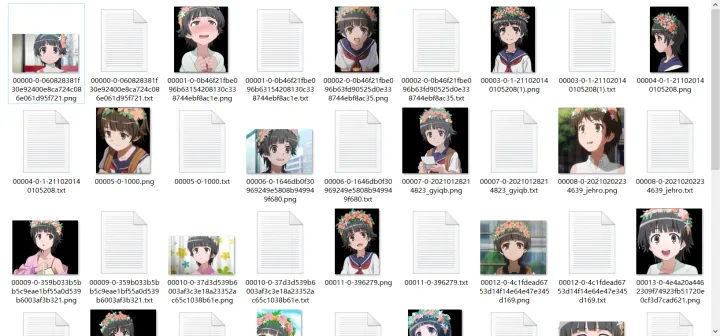 00000-0-060828381f
30e92400e8ca724c08
6e061d95f721.png
00000-0-060828381f
30e92400e8ca724c08
6e061d95f721.txt
00001-0-0b46f21fbe0
96b63154208130c33
8744ebf8ac1e.png
00001-0-0b46f21fbe0
96b63154208130c33
8744ebf8ac1e.txt
00002-0-0b46f21fbe0
96b63fd90525d0e33
8744ebf8ac35.png
00002-0-0b46f21fbe0
96b63fd90525d0e33
8744ebf8ac35.txt
00003-0-1-21102014
0105208(1).png
00003-0-1-21102014
0105208(1).txt
00004-0-1-21102014
0105208.png
00004-0-1-21102014
0105208.txt
00005-0-1000.png
00005-0-1000.txt
00006-0-1646db0f30
969249e5808b94999
49f680.png
00006-0-1646db0f30
969249e5808b94999
49f680.txt
00007-0-2021012821
4823_gyiqb.png
00007-0-2021012821
4823_gyiqb.txt
00008-0-2021020223
4639_jehro.png
00008-0-2021020223
4639_jehro.txt
00009-0-359b033b5b
b5c9eae1bf55a0d539
b6003af3b321.png
00009-0-359b033b5b
b5c9eae1bf55a0d539
b6003af3b321.txt
00010-0-37d3d539b6
003af3c3e18a23352a
c65c1038b61e.png
00010-0-37d3d539b6
003af3c3e18a23352a
c65c1038b61e.txt
00011-0-396279.png
00011-0-396279.txt
00012-0-4c1fdead67
53d14f14e64e47e345
d169.png
00012-0-4c1fdead67
53d14f14e64e47e345
d169.txt
00013-0-4e4a20a446
2309f74923fb51720e
0cf3d7cad621.png